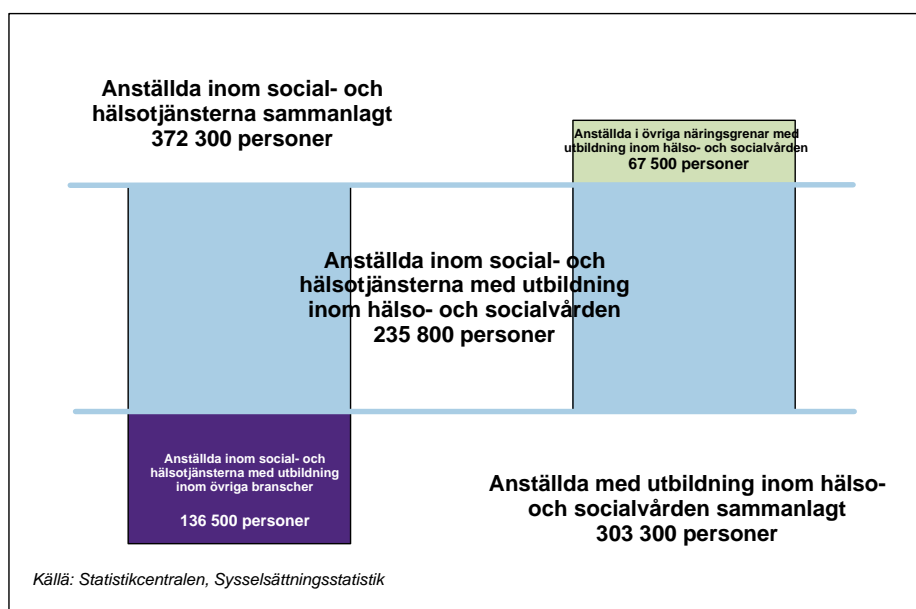 Anställda inom social- och
hälsotjänsterna sammanlagt
372 300 personer
Anställda i övriga näringsgrenar med
utbildning inom hälso- och socialvården
67 500 personer
Anställda inom social- och
hälsotjänsterna med utbildning
inom hälso- och socialvården
235 800 personer
Anställda inom social- och
hälsotjänsterna med utbildning
inom övriga branscher
136 500 personer
Anställda med utbildning inom hälso-
och socialvården sammanlagt
303 300 personer
Källa: Statistikcentralen, Sysselsättningsstatistik